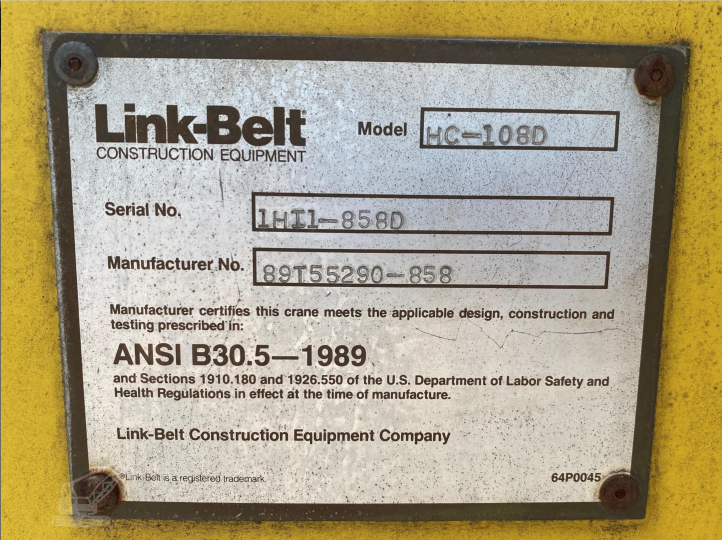 Link-Belt
CONSTRUCTION EQUIPMENT
Model HC-108D
Serial No. 1HI1-858D
Manufacturer No. 89T55290-858
Manufacturer certifies this crane meets the applicable design, construction and
testing prescribed in:
ANSI B30.5—1989
and Sections 1910.180 and 1926.550 of the U.S. Department of Labor Safety and
Health Regulations in effect at the time of manufacture.
Link-Belt Construction Equipment Company
®Link-Belt is a registered trademark. 64P0045